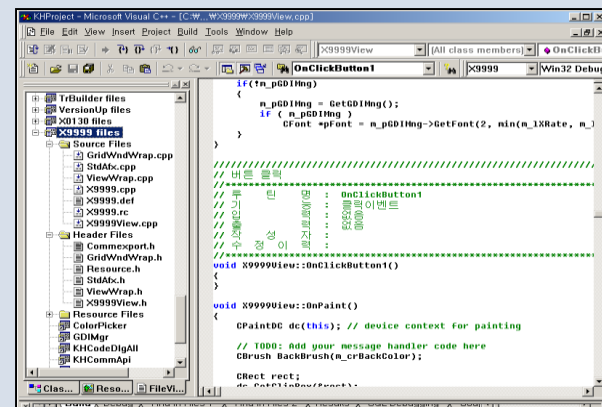 KHProject - Microsoft Visual C++ - [C:\...\X9999\X9999View.cpp]
File Edit View Insert Project Build Tools Window Help
X9999View
(All class members)
OnClickB
OnClickButton1
X9999
Win32 Debu
TrBuilder files
VersionUp files
X0130 files
X9999 files
Source Files
GridWndWrap.cpp
StdAfx.cpp
ViewWrap.cpp
X9999.cpp
X9999.def
X9999.rc
X9999View.cpp
Header Files
Commexport.h
GridWndWrap.h
Resource.h
StdAfx.h
ViewWrap.h
X9999View.h
Resource Files
ColorPicker
GDIMgr
KHCodeDlgAll
KHCommApi
Clas...
Reso...
FileVi...
if(!m_pGDIMng)
{
m_pGDIMng = GetGDIMng();
if ( m_pGDIMng )
CFont *pFont = m_pGDIMng->GetFont(2, min(m_lXRate, m_l
}
}
// 버튼 클릭
// 루 틴 명 : OnClickButton1
// 기 능 : 클릭이벤트
// 입 력 : 없음
// 출 력 : 없음
// 작 성 자 :
// 수 정 이 력 :
void X9999View::OnClickButton1()
{
}
void X9999View::OnPaint()
{
CPaintDC dc(this); // device context for painting
// TODO: Add your message handler code here
CBrush BackBrush(m_crBackColor);
CRect rect;
dc.GetClipBox(&rect);